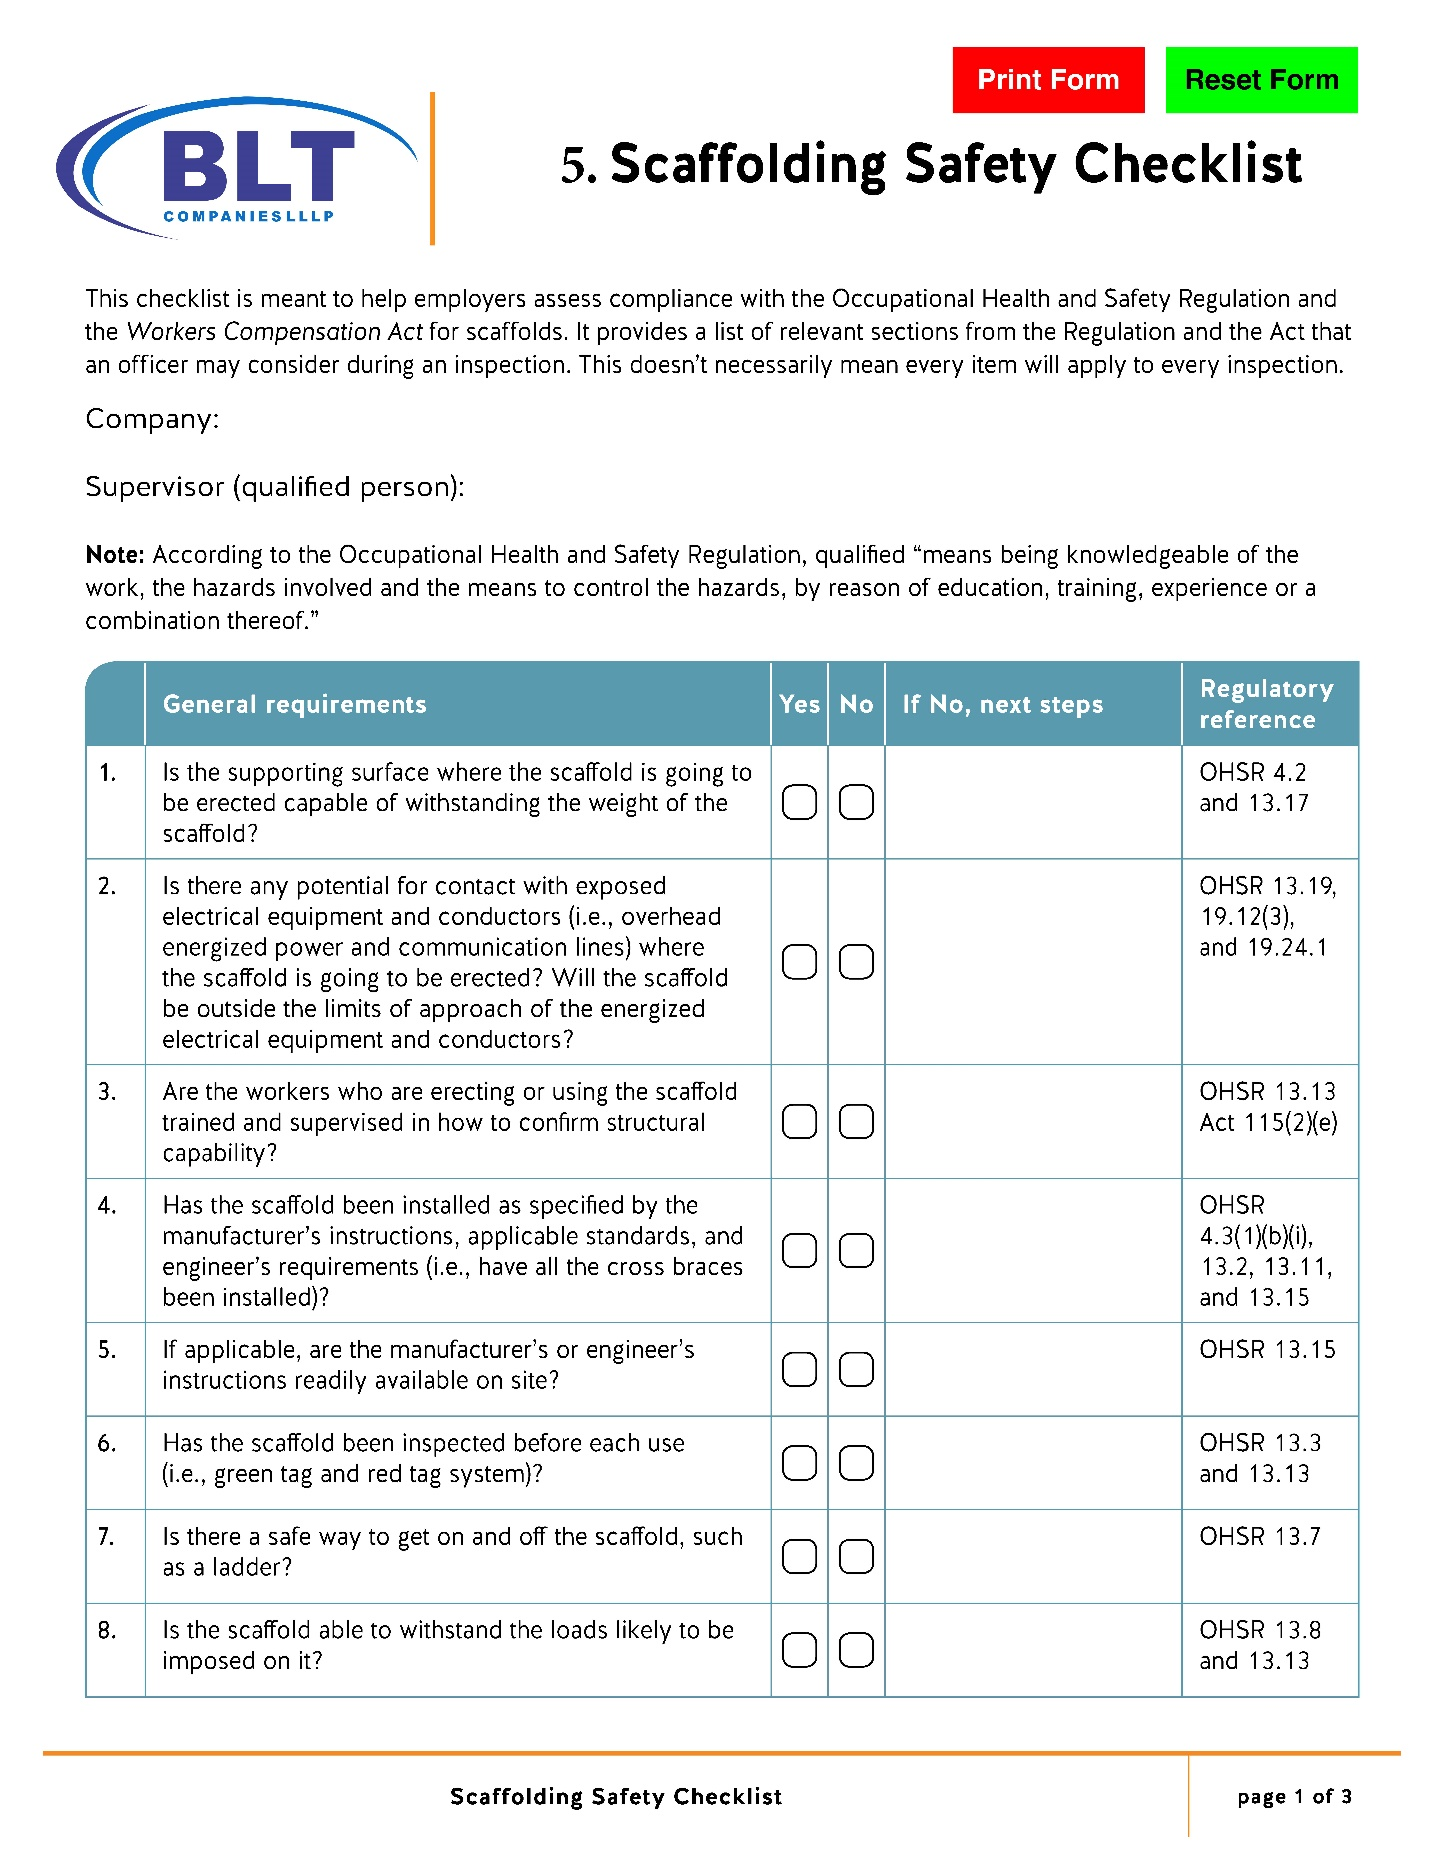 Print Form
Reset Form
BLT
COMPANIESLLLP
5. Scaffolding Safety Checklist
This checklist is meant to help employers assess compliance with the Occupational Health and Safety Regulation and
the Workers Compensation Act for scaffolds. It provides a list of relevant sections from the Regulation and the Act that
an officer may consider during an inspection. This doesn’t necessarily mean every item will apply to every inspection.
Company:
Supervisor (qualified person):
Note: According to the Occupational Health and Safety Regulation, qualified “means being knowledgeable of the
work, the hazards involved and the means to control the hazards, by reason of education, training, experience or a
combination thereof.”
General requirements
Yes
No
If No, next steps
Regulatory
reference
1.
Is the supporting surface where the scaffold is going to
be erected capable of withstanding the weight of the
scaffold?
OHSR 4.2
and 13.17
2.
Is there any potential for contact with exposed
electrical equipment and conductors (i.e., overhead
energized power and communication lines) where
the scaffold is going to be erected? Will the scaffold
be outside the limits of approach of the energized
electrical equipment and conductors?
OHSR 13.19,
19.12(3),
and 19.24.1
3.
Are the workers who are erecting or using the scaffold
trained and supervised in how to confirm structural
capability?
OHSR 13.13
Act 115(2)(e)
4.
Has the scaffold been installed as specified by the
manufacturer’s instructions, applicable standards, and
engineer’s requirements (i.e., have all the cross braces
been installed)?
OHSR
4.3(1)(b)(i),
13.2, 13.11,
and 13.15
5.
If applicable, are the manufacturer’s or engineer’s
instructions readily available on site?
OHSR 13.15
6.
Has the scaffold been inspected before each use
(i.e., green tag and red tag system)?
OHSR 13.3
and 13.13
7.
Is there a safe way to get on and off the scaffold, such
as a ladder?
OHSR 13.7
8.
Is the scaffold able to withstand the loads likely to be
imposed on it?
OHSR 13.8
and 13.13
Scaffolding Safety Checklist
page 1 of 3